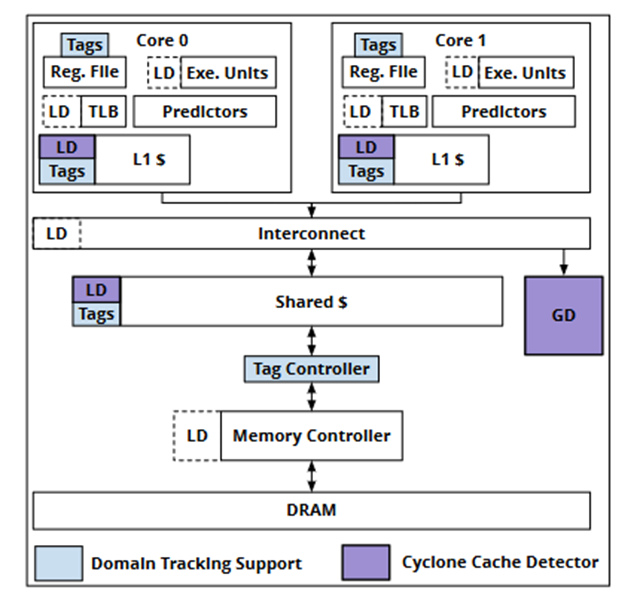 Tags
Core 0
Reg. File
LD
Exe. Units
LD
TLB
Predictors
LD
Tags
L1 $
Tags
Core 1
Reg. File
LD
Exe. Units
LD
TLB
Predictors
LD
Tags
L1 $
LD
Interconnect
LD
Tags
Shared $
GD
Tag Controller
LD
Memory Controller
DRAM
Domain Tracking Support
Cyclone Cache Detector